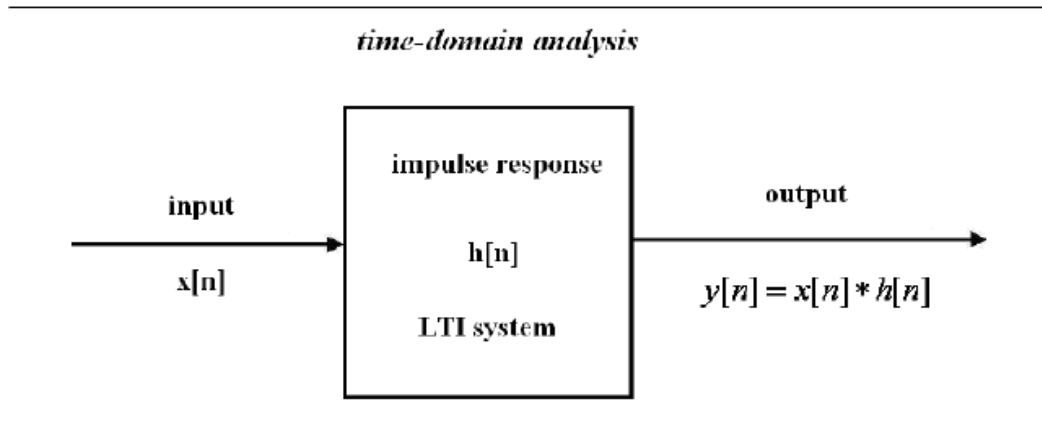 time-domain analysis
impulse response
input
output
h[n]
x[n]
y[n] = x[n] * h[n]
LTI system